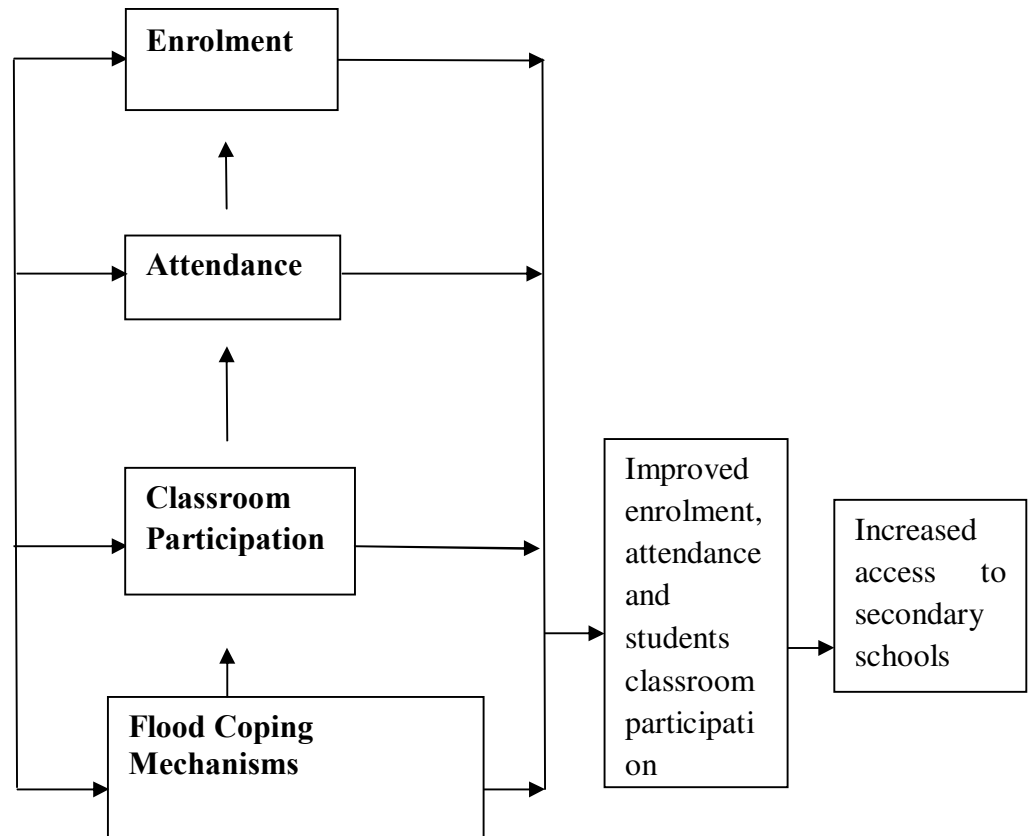 Enrolment
Attendance
Classroom
Participation
Flood Coping
Mechanisms
Improved
enrolment,
attendance
and
students
classroom
participati
on
Increased
access to
secondary
schools